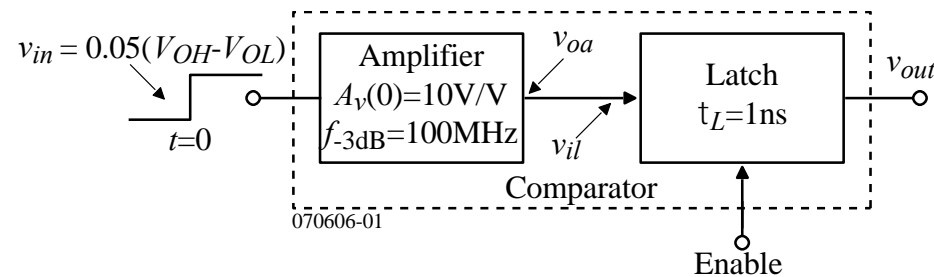 v_in = 0.05(V_OH-V_OL)
t=0
Amplifier
A_v(0)=10V/V
f_-3dB=100MHz
v_oa
v_il
Latch
t_L=1ns
v_out
Comparator
070606-01
Enable